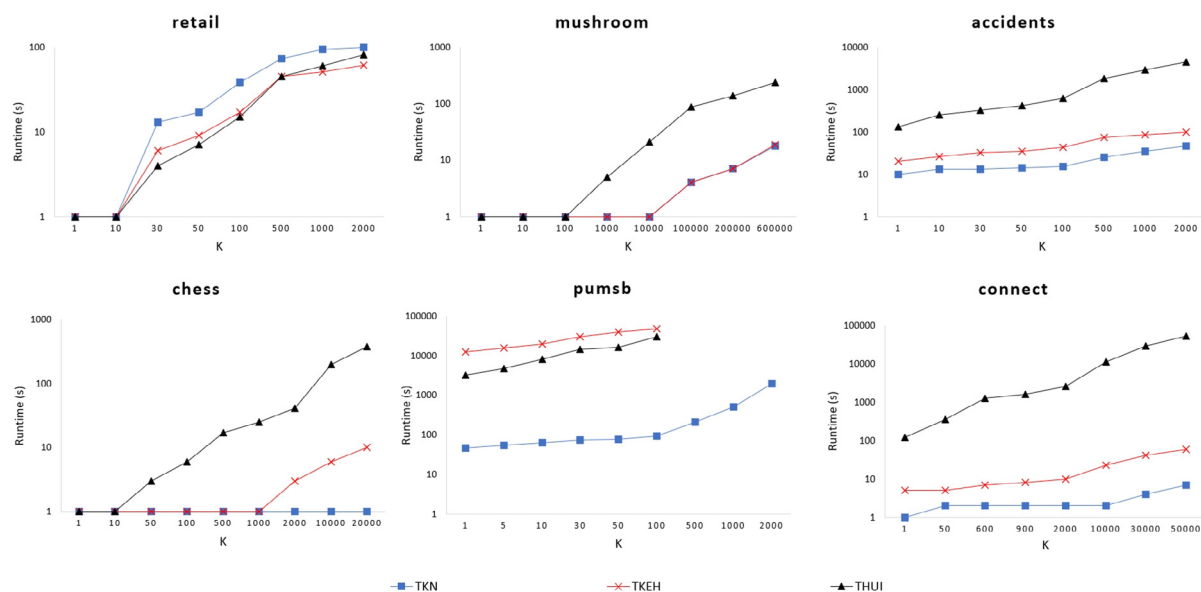 retail
100
10
1
Runtime (s)
1 10 30 50 100 500 1000 2000
K
mushroom
1000
100
10
1
Runtime (s)
1 10 100 1000 10000 100000 200000 600000
K
accidents
10000
1000
100
10
1
Runtime (s)
1 10 30 50 100 500 1000 2000
K
chess
1000
100
10
1
Runtime (s)
1 10 50 100 500 1000 2000 10000 20000
K
pumsb
100000
10000
1000
100
10
1
Runtime (s)
1 5 10 30 50 100 500 1000 2000
K
connect
100000
10000
1000
100
10
1
Runtime (s)
1 50 600 900 2000 10000 30000 50000
K
TKN TKEH THUI